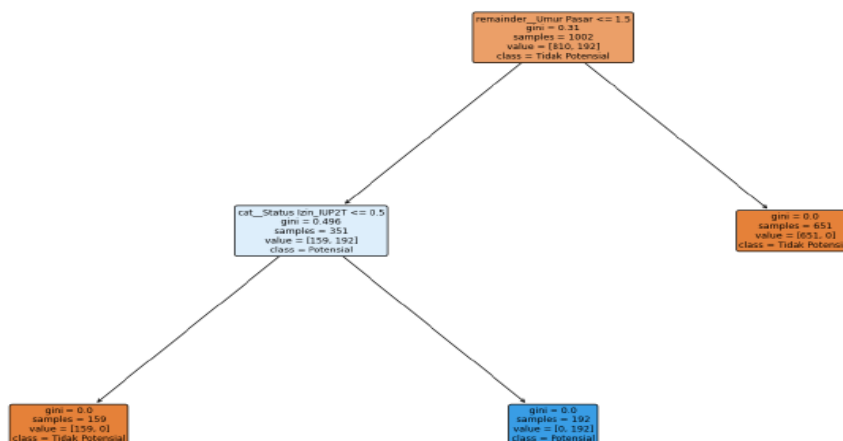 remainder__Umur Pasar <= 1.5
gini = 0.31
samples = 1002
value = [810, 192]
class = Tidak Potensial
cat__Status Izin_IUP2T <= 0.5
gini = 0.496
samples = 351
value = [159, 192]
class = Potensial
gini = 0.0
samples = 651
value = [651, 0]
class = Tidak Potensial
gini = 0.0
samples = 159
value = [159, 0]
class = Tidak Potensial
gini = 0.0
samples = 192
value = [0, 192]
class = Potensial